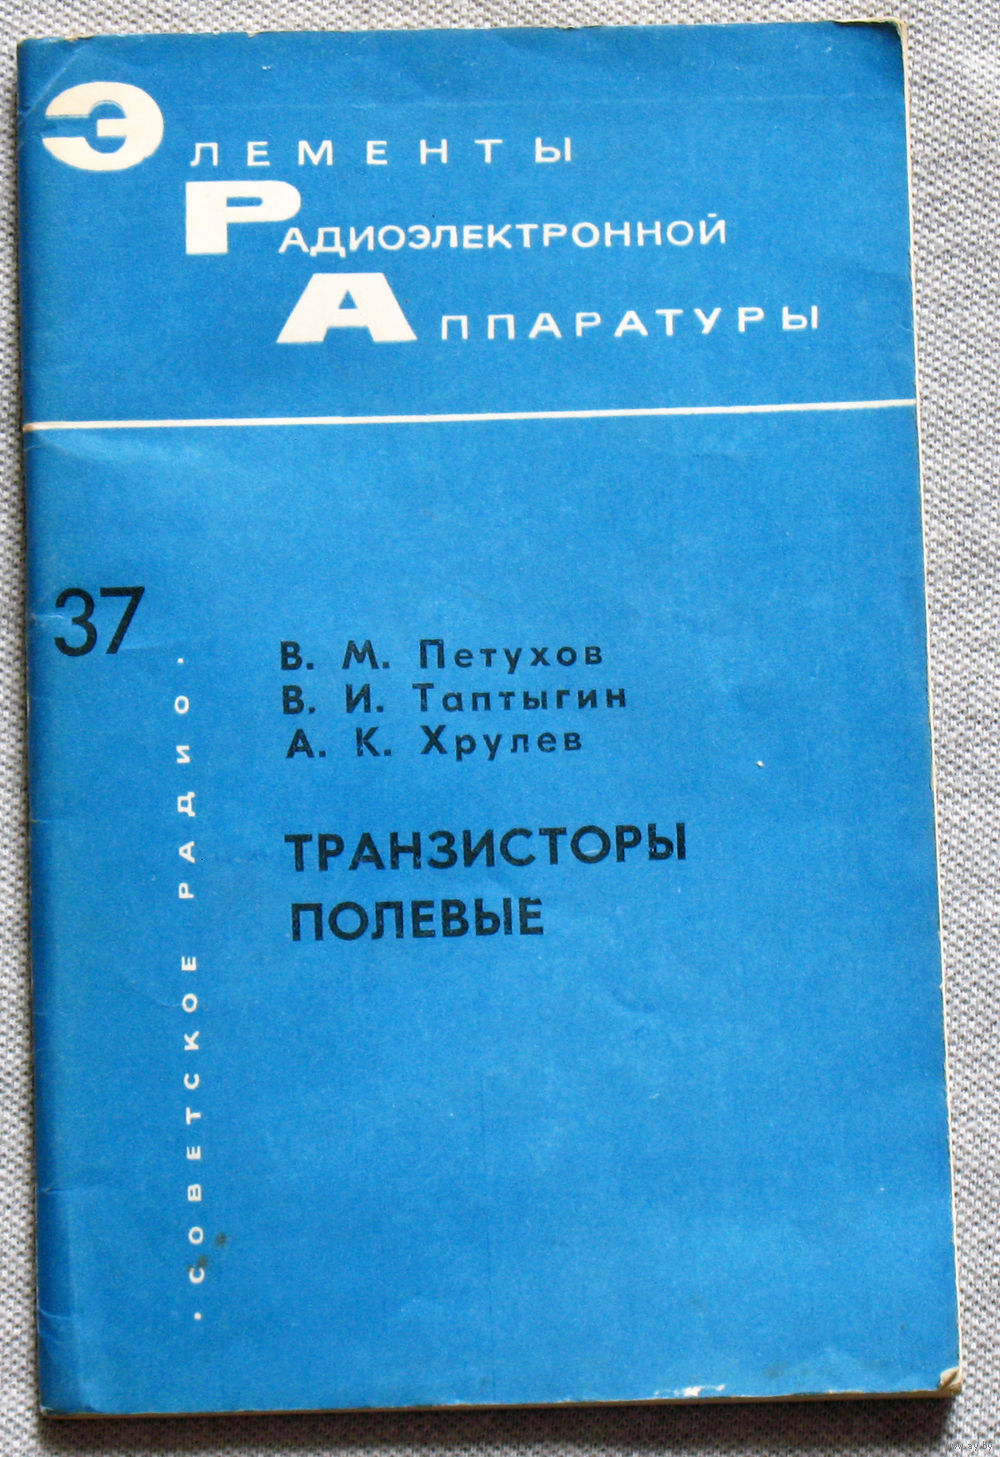 Элементы
Радиоэлектронной
Аппаратуры
37
В. М. Петухов
В. И. Таптыгин
А. К. Хрулев
ТРАНЗИСТОРЫ
ПОЛЕВЫЕ
·СОВЕТСКОЕ РАДИО·